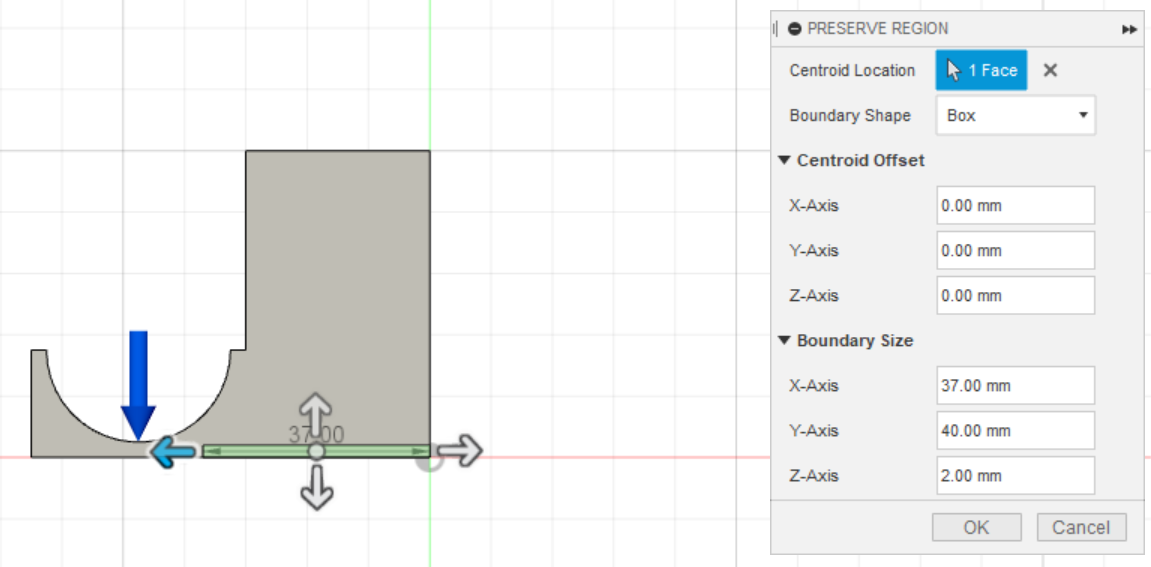 PRESERVE REGION
Centroid Location 1 Face
Boundary Shape Box
Centroid Offset
X-Axis 0.00 mm
Y-Axis 0.00 mm
Z-Axis 0.00 mm
Boundary Size
X-Axis 37.00 mm
Y-Axis 40.00 mm
Z-Axis 2.00 mm
OK Cancel
37.00